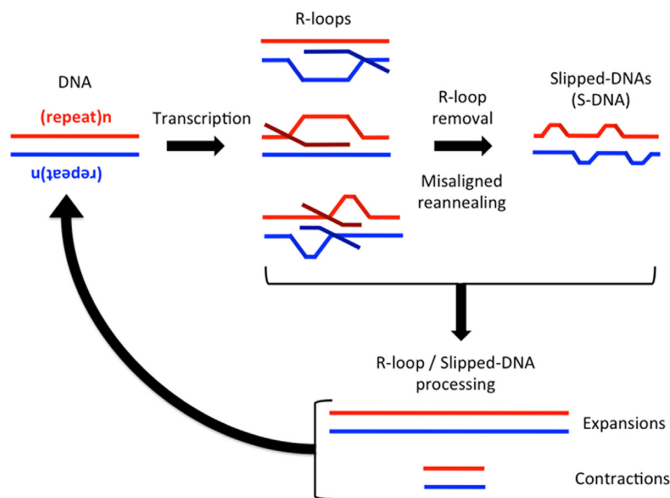 R-loops
DNA
(repeat)n
(repeat)n
Transcription
R-loop
removal
Misaligned
reannealing
Slipped-DNAs
(S-DNA)
R-loop / Slipped-DNA
processing
Expansions
Contractions